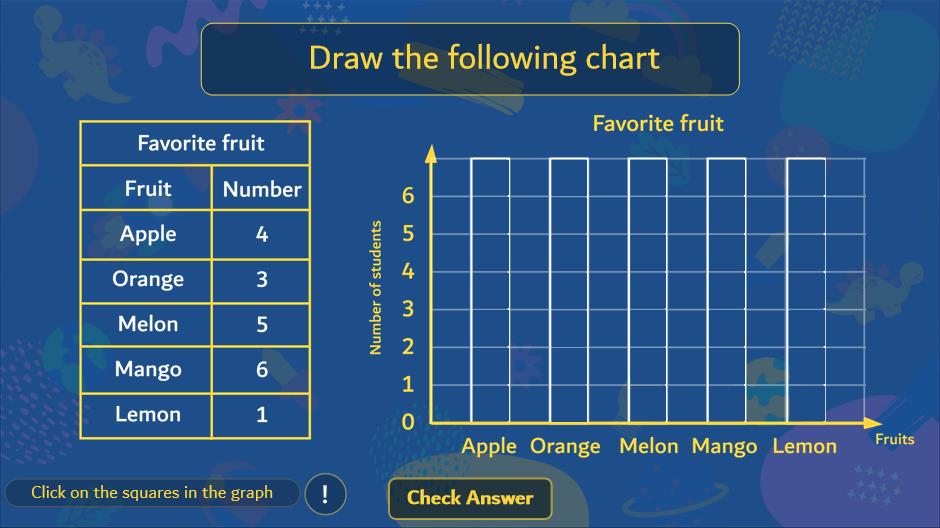 Draw the following chart
Favorite fruit
Fruit Number
Apple 4
Orange 3
Melon 5
Mango 6
Lemon 1
Favorite fruit
Number of students
6
5
4
3
2
1
0
Apple Orange Melon Mango Lemon
Fruits
Click on the squares in the graph
!
Check Answer